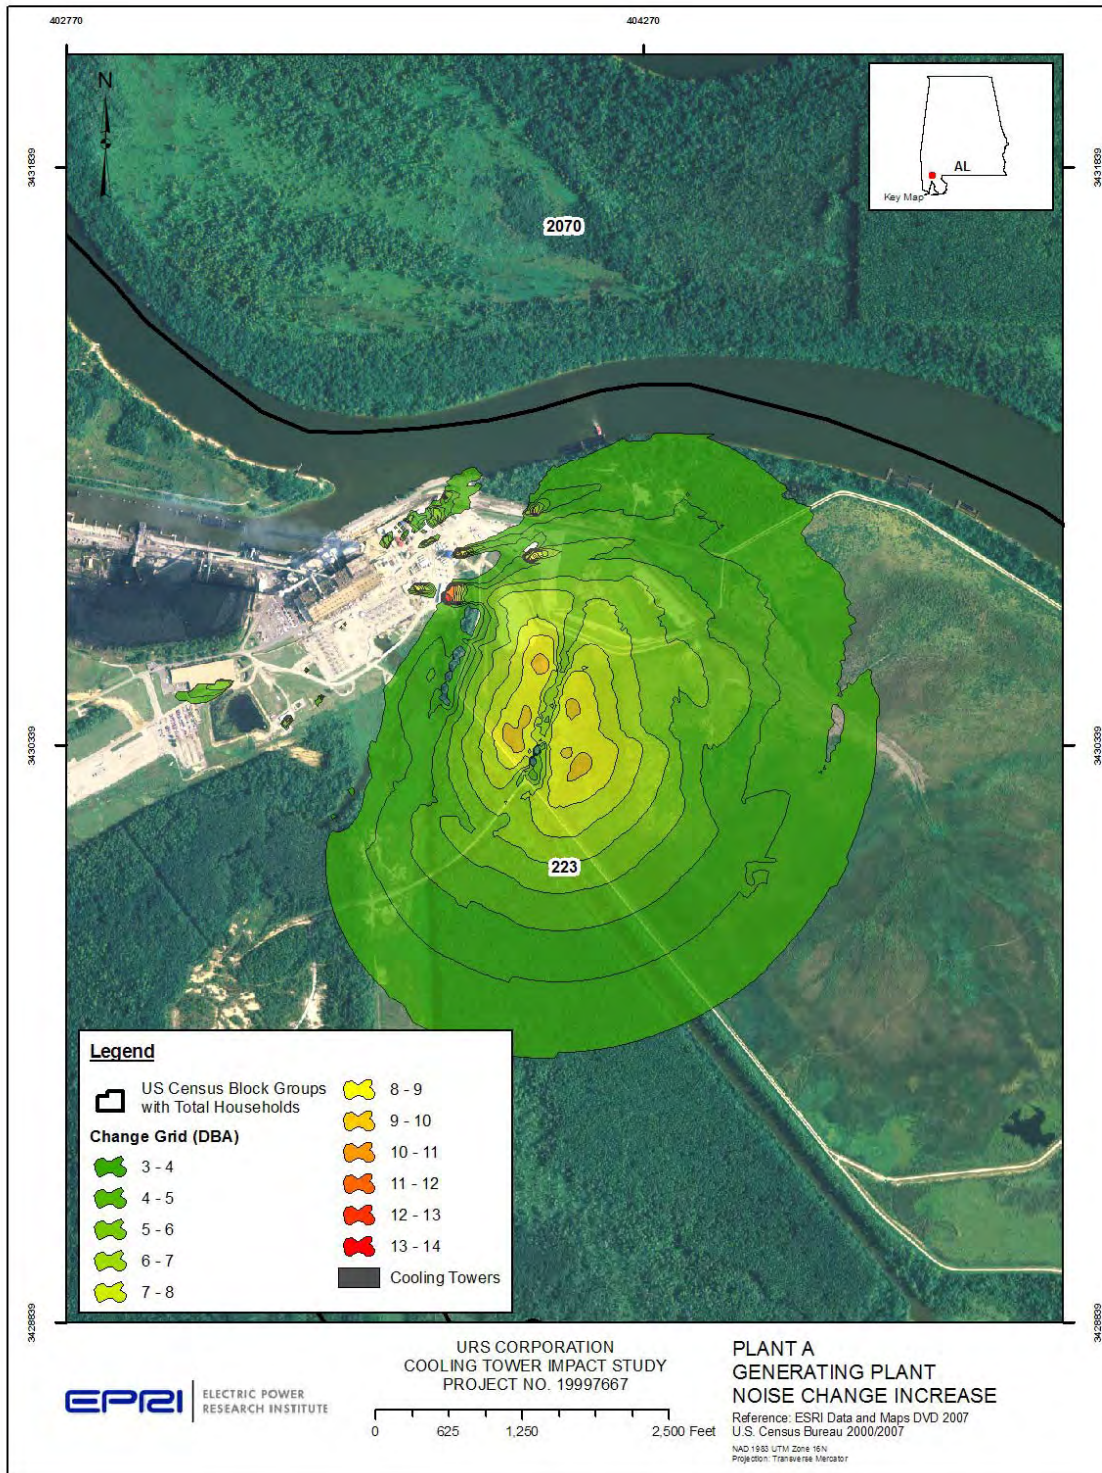 402770
404270
N
3431839
3431839
AL
Key Map
2070
3430339
3430339
223
Legend
US Census Block Groups
with Total Households
Change Grid (DBA)
3 - 4
4 - 5
5 - 6
6 - 7
7 - 8
8 - 9
9 - 10
10 - 11
11 - 12
12 - 13
13 - 14
Cooling Towers
3428839
3428839
EPRI
ELECTRIC POWER
RESEARCH INSTITUTE
URS CORPORATION
COOLING TOWER IMPACT STUDY
PROJECT NO. 19997667
0 625 1,250 2,500 Feet
PLANT A
GENERATING PLANT
NOISE CHANGE INCREASE
Reference: ESRI Data and Maps DVD 2007
U.S. Census Bureau 2000/2007
NAD 1983 UTM Zone 16N
Projection: Transverse Mercator